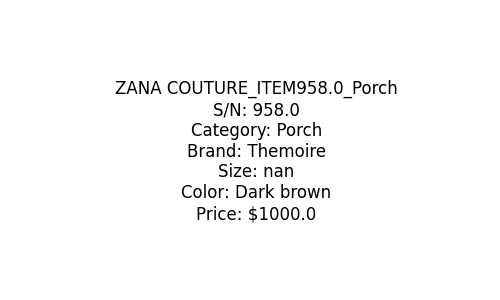 ZANA COUTURE_ITEM958.0_Porch
S/N: 958.0
Category: Porch
Brand: Themoire
Size: nan
Color: Dark brown
Price: $1000.0